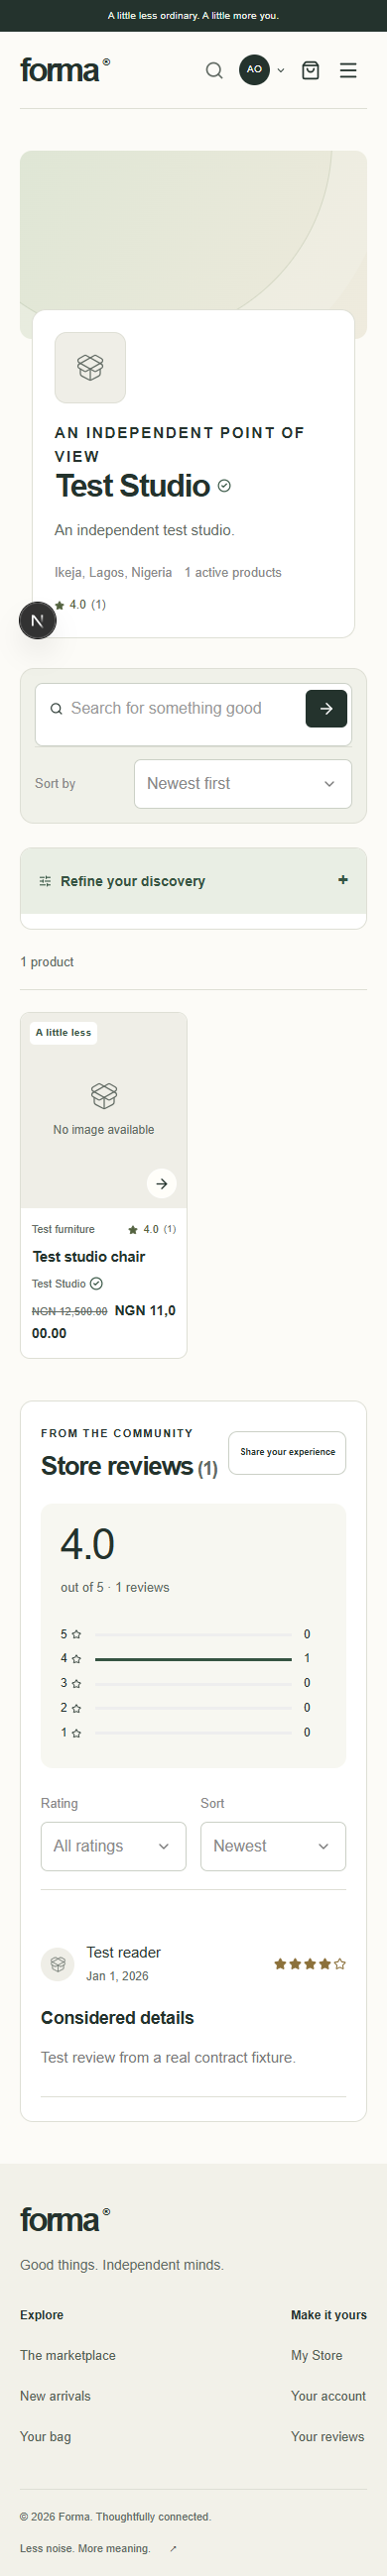 A little less ordinary. A little more you.
forma®
AO
AN INDEPENDENT POINT OF
VIEW
Test Studio
An independent test studio.
Ikeja, Lagos, Nigeria 1 active products
4.0 (1)
N
Search for something good
Sort by
Newest first
Refine your discovery
+
1 product
A little less
No image available
Test furniture 4.0 (1)
Test studio chair
Test Studio
NGN 12,500.00 NGN 11,0
00.00
FROM THE COMMUNITY
Store reviews (1)
Share your experience
4.0
out of 5 · 1 reviews
5 0
4 1
3 0
2 0
1 0
Rating Sort
All ratings Newest
Test reader
Jan 1, 2026
Considered details
Test review from a real contract fixture.
forma®
Good things. Independent minds.
Explore Make it yours
The marketplace My Store
New arrivals Your account
Your bag Your reviews
© 2026 Forma. Thoughtfully connected.
Less noise. More meaning. ↗